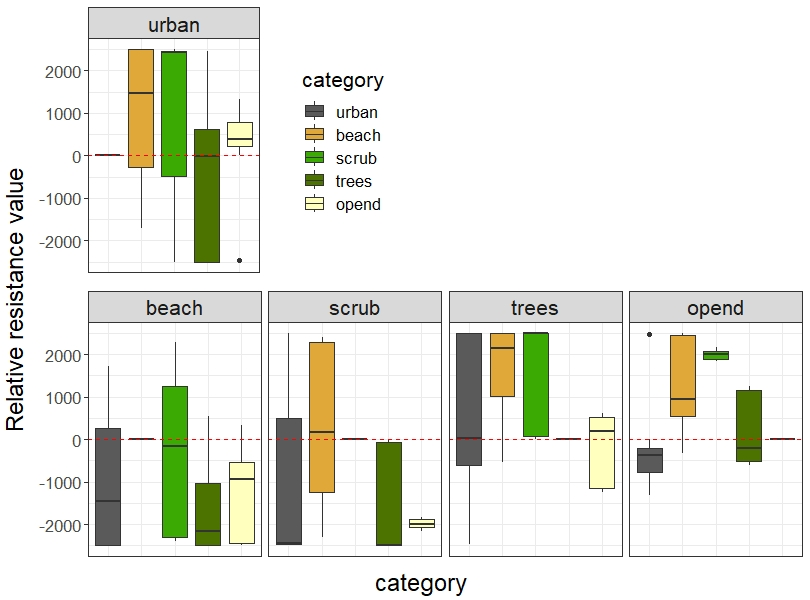 urban
2000
1000
0
-1000
-2000
category
urban
beach
scrub
trees
opend
Relative resistance value
beach
scrub
trees
opend
2000
1000
0
-1000
-2000
category